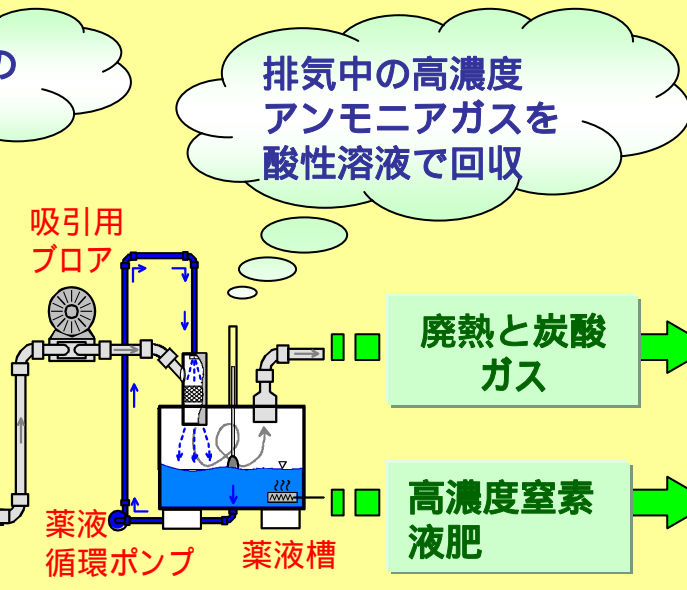 の
排気中の高濃度
アンモニアガスを
酸性溶液で回収
吸引用
ブロア
廃熱と炭酸
ガス
高濃度窒素
液肥
薬液
循環ポンプ
薬液槽